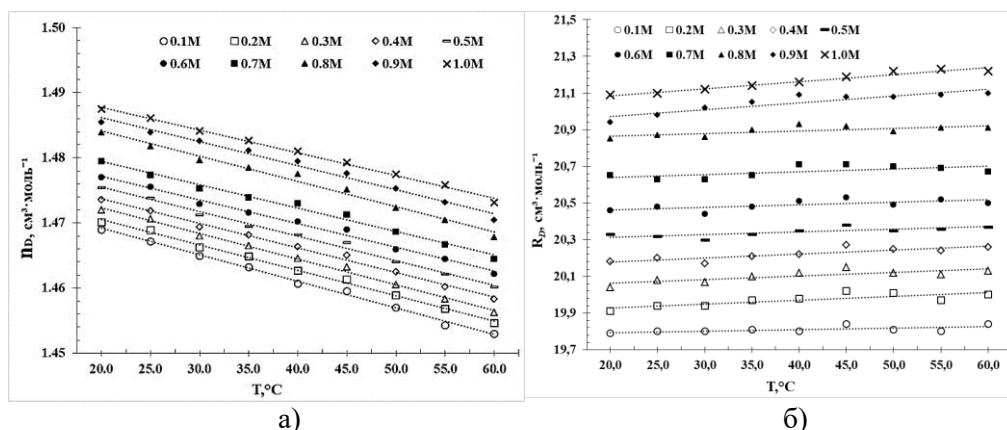 1.50
0.1M 0.2M 0.3M 0.4M 0.5M
0.6M 0.7M 0.8M 0.9M 1.0M
1.49
1.48
1.47
1.46
1.45
nD, см³·моль⁻¹
20.0 25.0 30.0 35.0 40.0 45.0 50.0 55.0 60.0
T,°C
а)
21,5
0.1M 0.2M 0.3M 0.4M 0.5M
0.6M 0.7M 0.8M 0.9M 1.0M
21,3
21,1
20,9
20,7
20,5
20,3
20,1
19,9
19,7
RD, см³·моль⁻¹
20,0 25,0 30,0 35,0 40,0 45,0 50,0 55,0 60,0
T,°C
б)